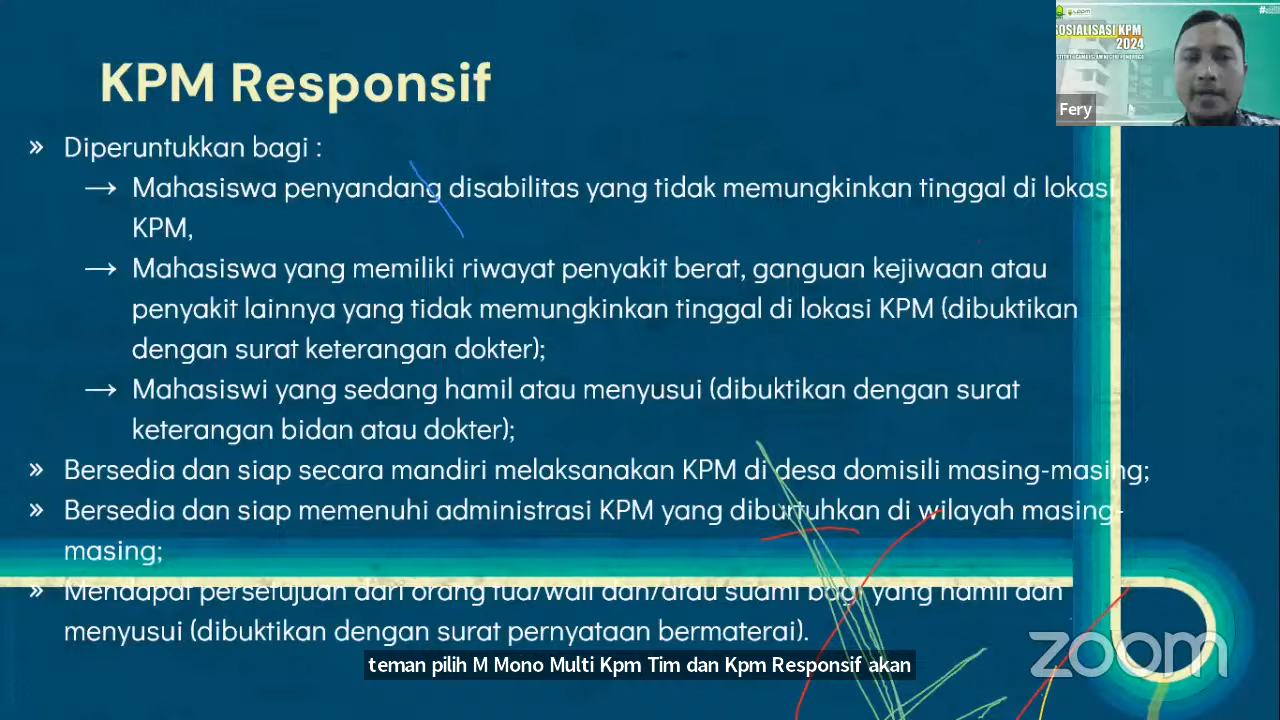 KPM Responsif
» Diperuntukkan bagi :
→ Mahasiswa penyandang disabilitas yang tidak memungkinkan tinggal di lokasi
KPM,
→ Mahasiswa yang memiliki riwayat penyakit berat, ganguan kejiwaan atau
penyakit lainnya yang tidak memungkinkan tinggal di lokasi KPM (dibuktikan
dengan surat keterangan dokter);
→ Mahasiswi yang sedang hamil atau menyusui (dibuktikan dengan surat
keterangan bidan atau dokter);
» Bersedia dan siap secara mandiri melaksanakan KPM di desa domisili masing-masing;
» Bersedia dan siap memenuhi administrasi KPM yang diburtuhkan di wilayah masing-
masing;
» Mendapat persetujuan dari orang tua/wali dan/atau suami bagi yang hamil dan
menyusui (dibuktikan dengan surat pernyataan bermaterai).
SOSIALISASI KPM
2024
Fery
zoom
teman pilih M Mono Multi Kpm Tim dan Kpm Responsif akan